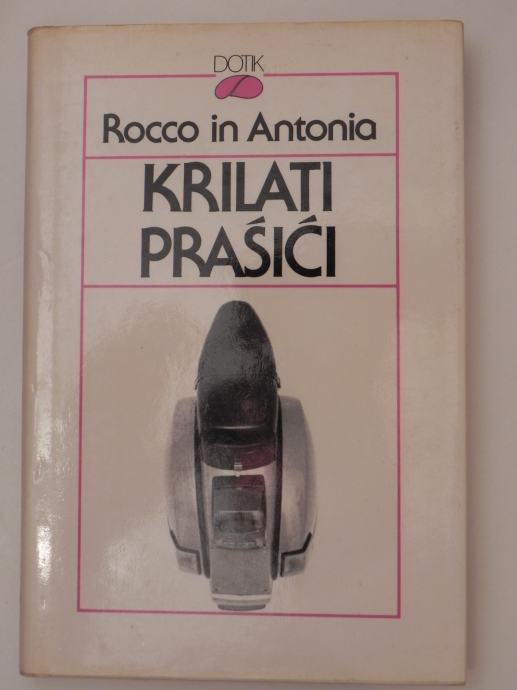 DOTIK
Rocco in Antonia
KRILATI
PRAŠIĆI